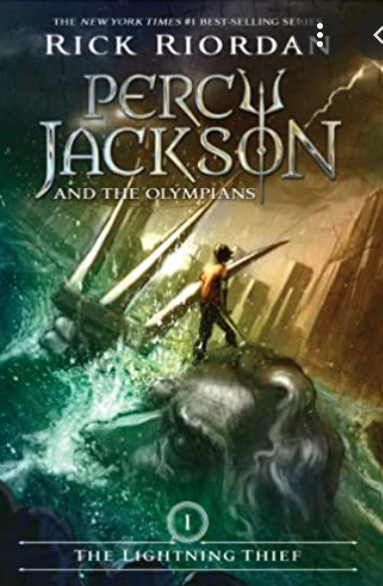 THE NEW YORK TIMES #1 BEST-SELLING SERIES
RICK RIORDAN
PERCY
JACKSON
AND THE OLYMPIANS
1
THE LIGHTNING THIEF